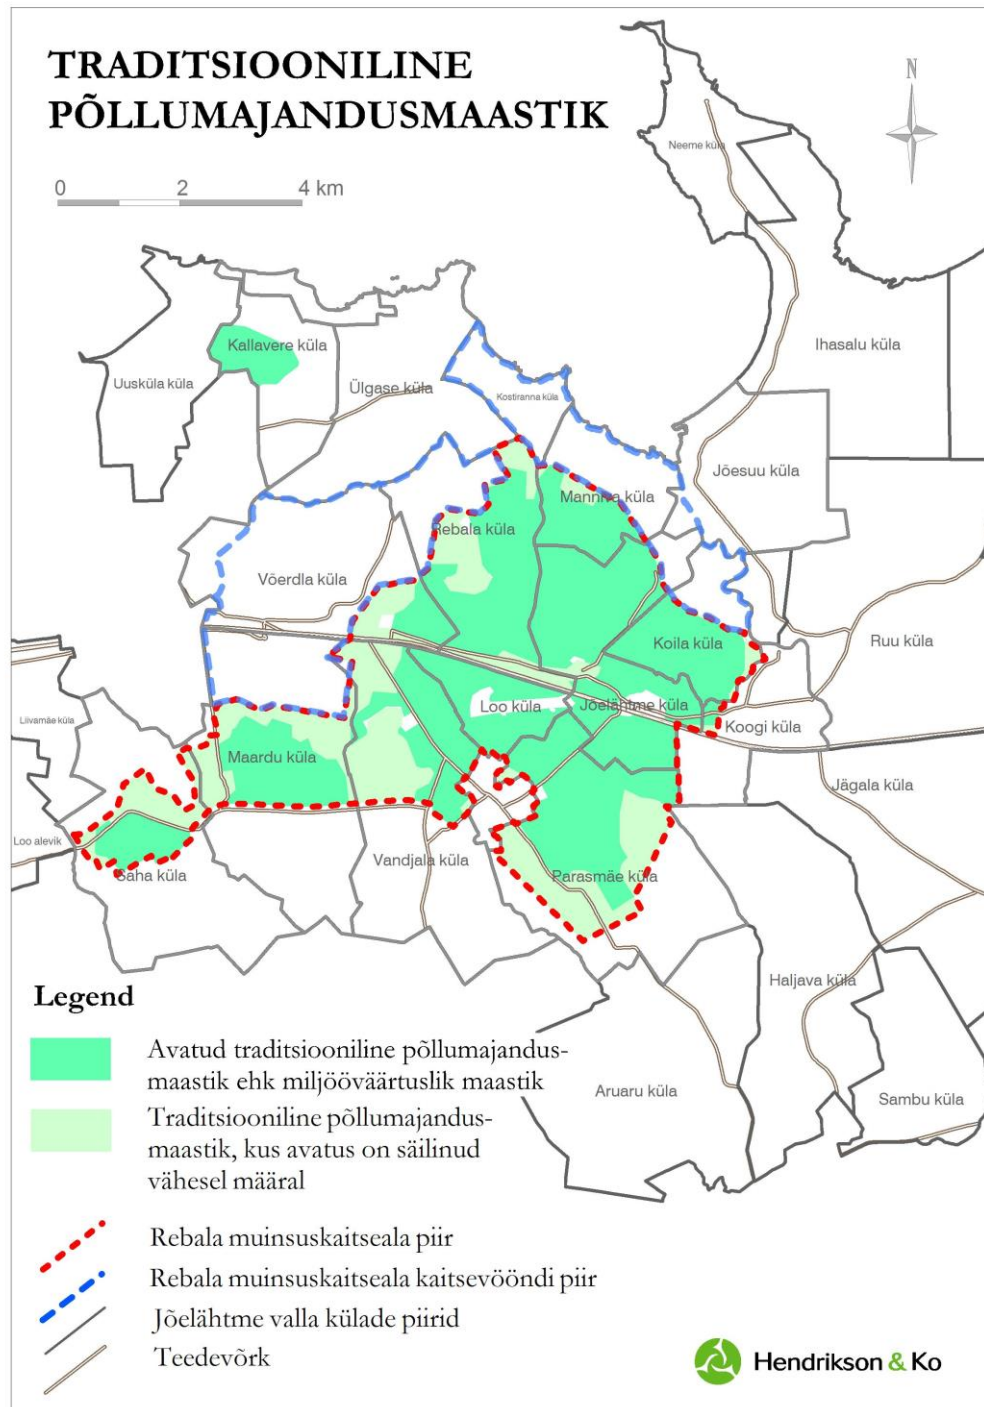 TRADITSIOONILINE
PÕLLUMAJANDUSMAASTIK
N
0 2 4 km
Neeme küla
Ihasalu küla
Kallavere küla
Uusküla küla
Ülgase küla
Kostiranna küla
Jõesuu küla
Manniva küla
Rebala küla
Võerdla küla
Koila küla
Ruu küla
Liivamäe küla
Loo küla
Jõelähtme küla
Koogi küla
Maardu küla
Jägala küla
Loo alevik
Saha küla
Vandjala küla
Parasmäe küla
Haljava küla
Aruaru küla
Sambu küla
Legend
Avatud traditsiooniline põllumajandus-
maastik ehk miljööväärtuslik maastik
Traditsiooniline põllumajandus-
maastik, kus avatus on säilinud
vähesel määral
Rebala muinsuskaitseala piir
Rebala muinsuskaitseala kaitsevööndi piir
Jõelähtme valla külade piirid
Teedevõrk
Hendrikson & Ko